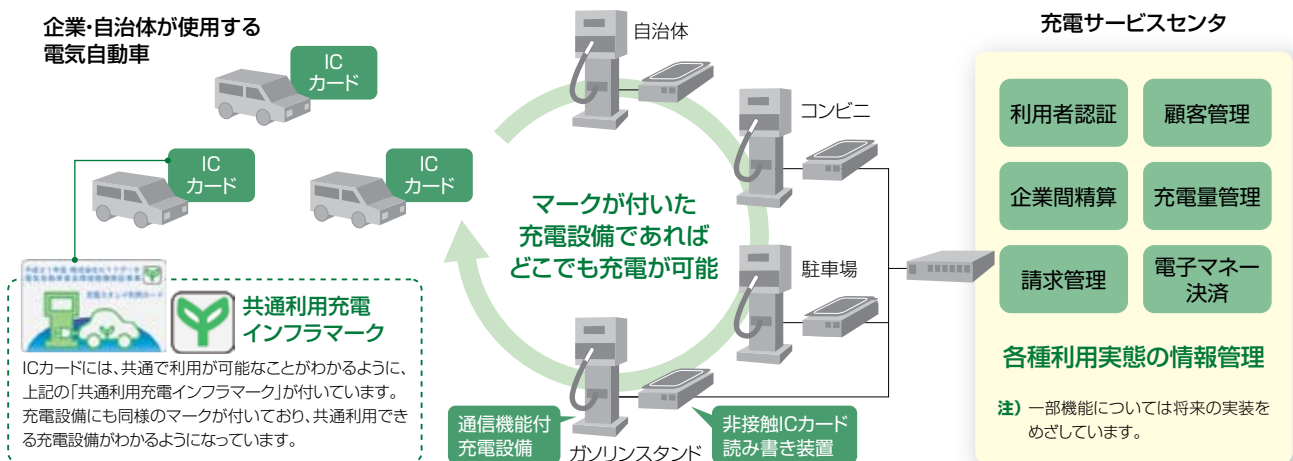 企業・自治体が使用する
電気自動車
IC
カード
IC
カード
IC
カード
共通利用充電
インフラマーク
ICカードには、共通で利用が可能なことがわかるように、
上記の「共通利用充電インフラマーク」が付いています。
充電設備にも同様のマークが付いており、共通利用でき
る充電設備がわかるようになっています。
自治体
コンビニ
マークが付いた
充電設備であれば
どこでも充電が可能
駐車場
通信機能付
充電設備
ガソリンスタンド
非接触ICカード
読み書き装置
充電サービスセンタ
利用者認証
顧客管理
企業間精算
充電量管理
請求管理
電子マネー
決済
各種利用実態の情報管理
注）一部機能については将来の実装を
めざしています。